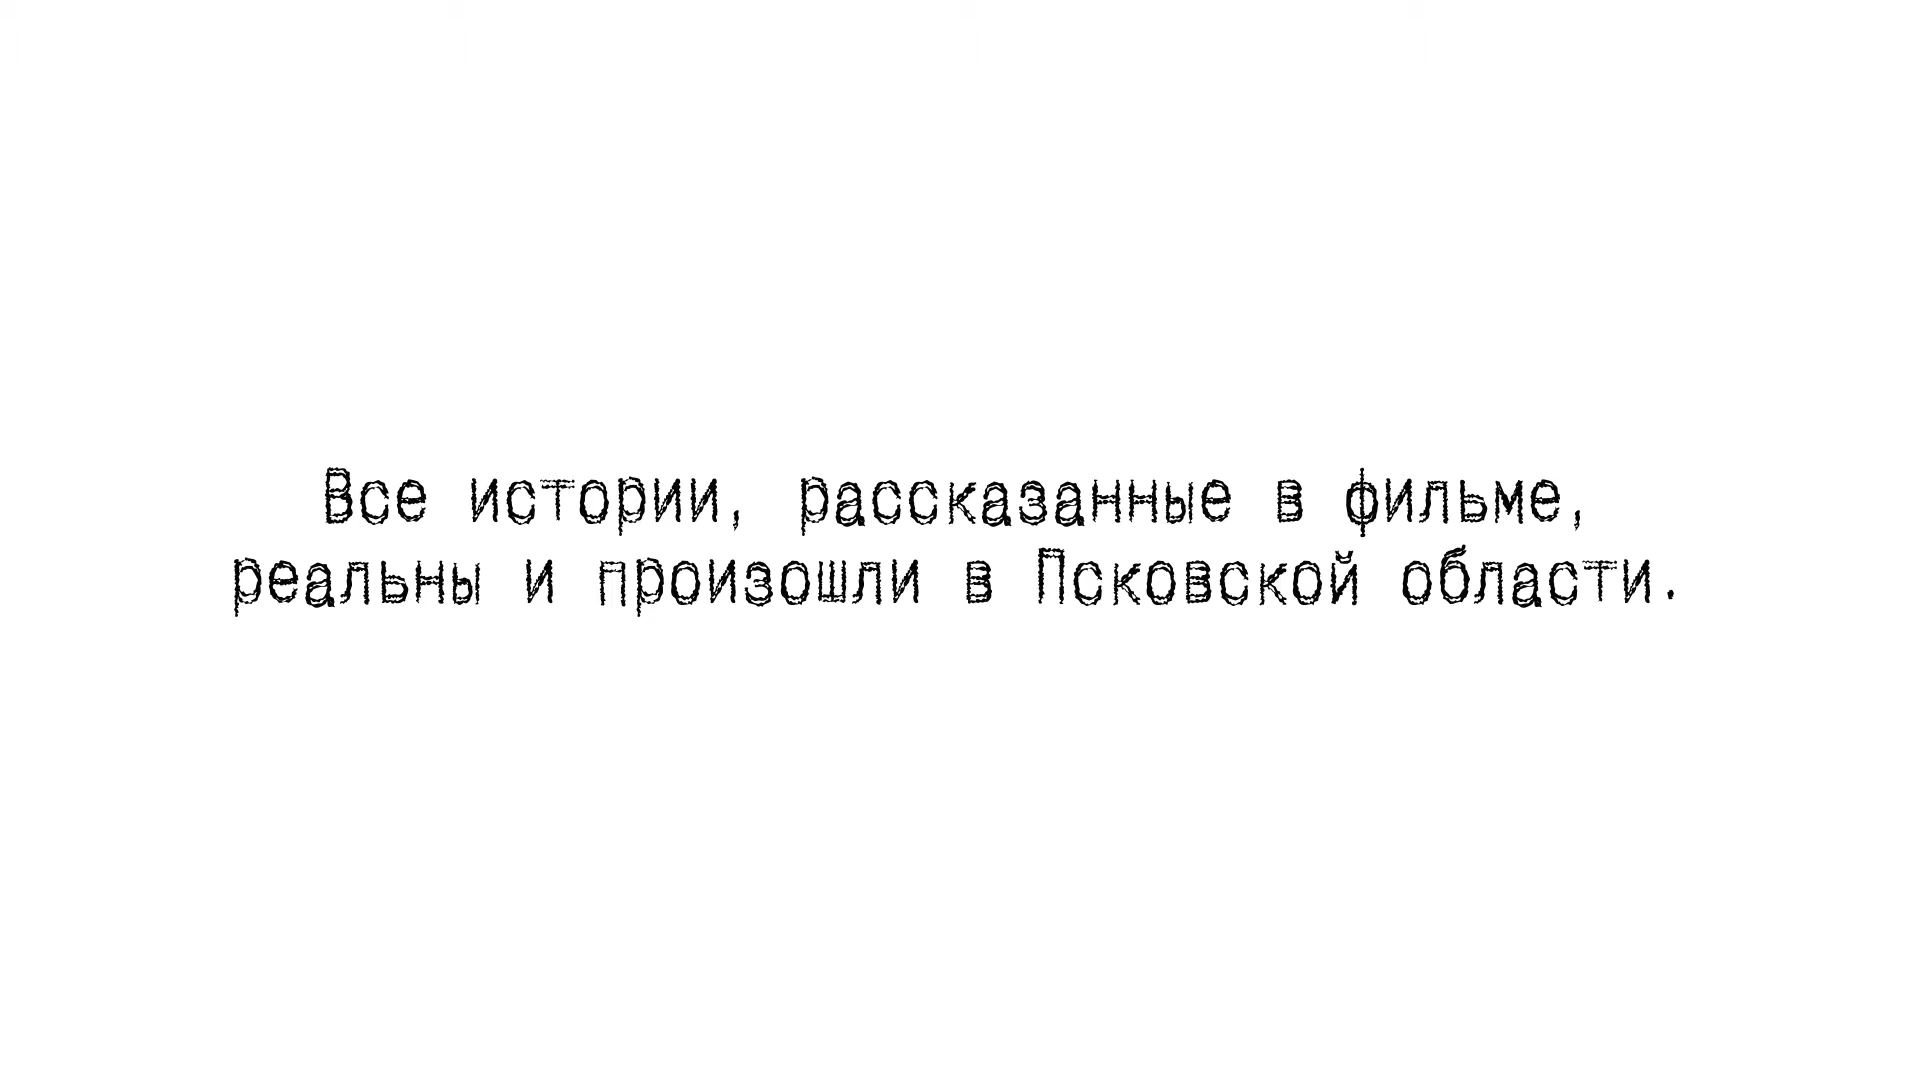 Все истории, рассказанные в фильме,
реальны и произошли в Псковской области.